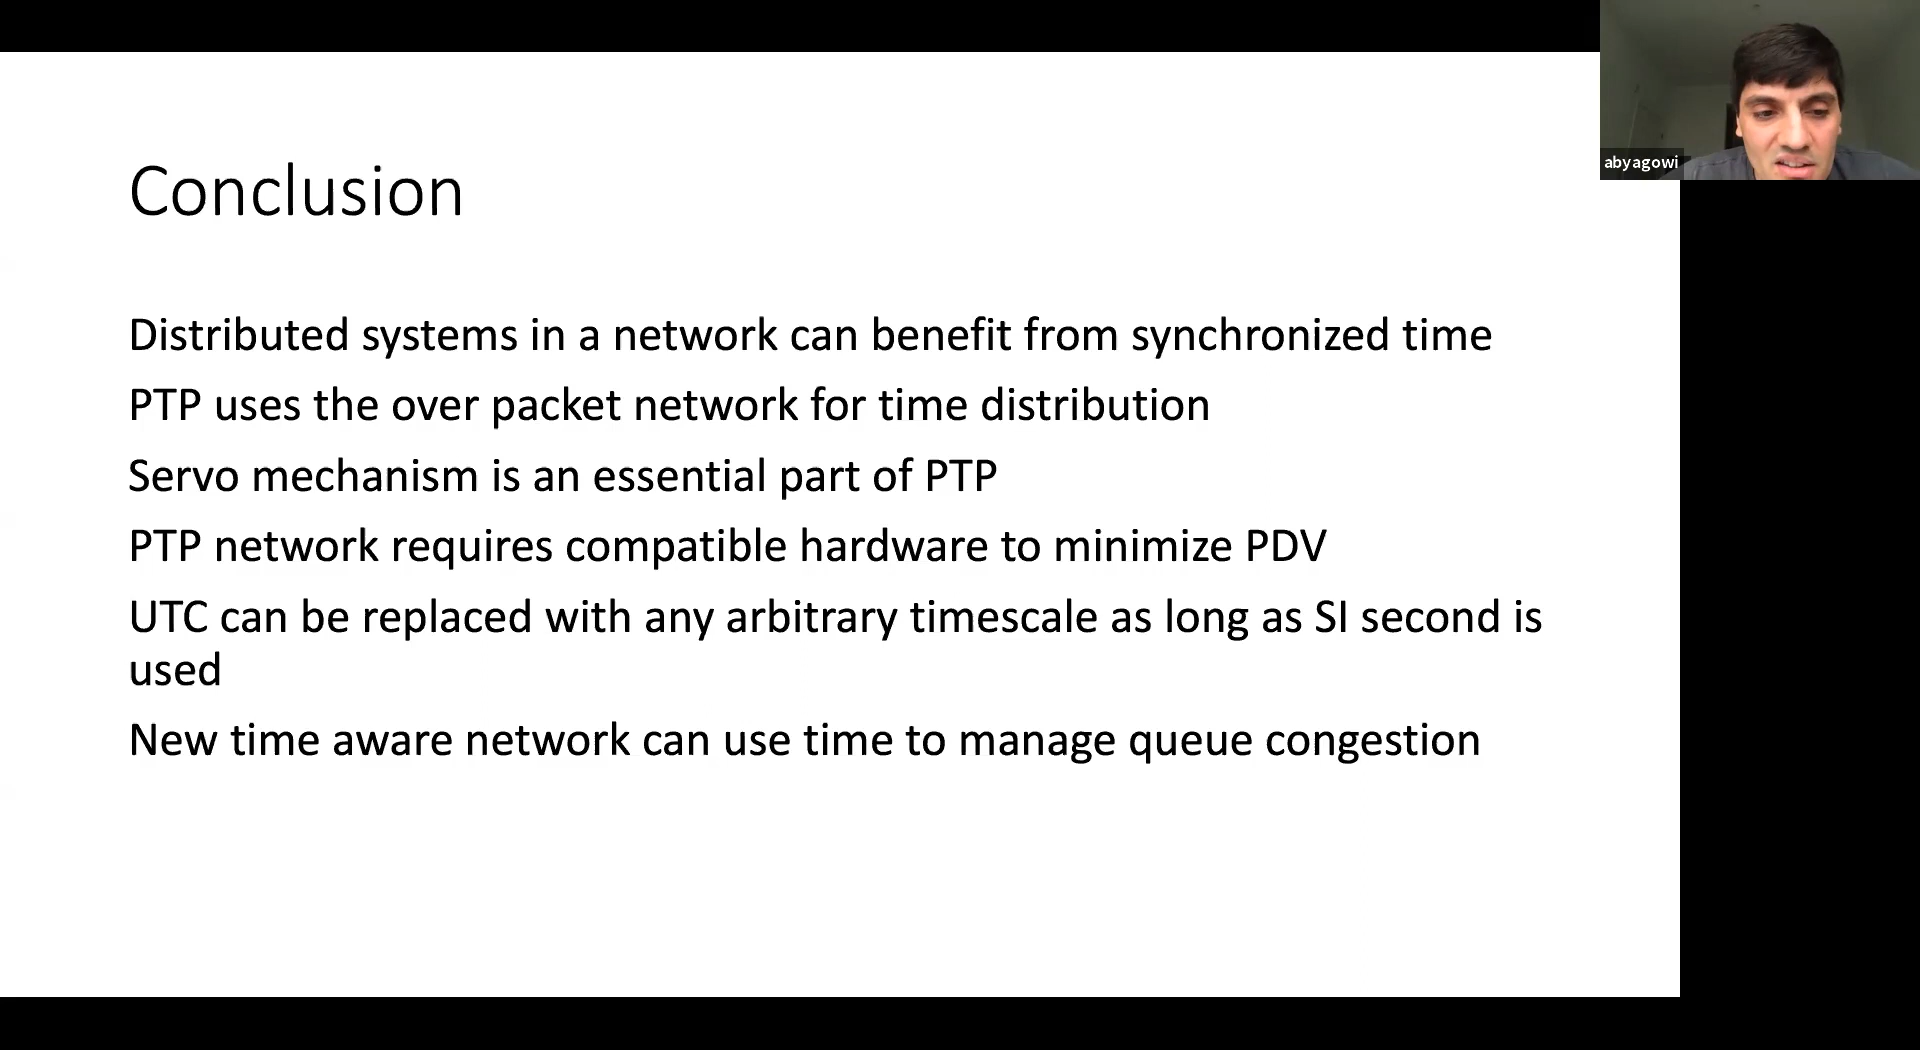 abyagowi
Conclusion
Distributed systems in a network can benefit from synchronized time
PTP uses the over packet network for time distribution
Servo mechanism is an essential part of PTP
PTP network requires compatible hardware to minimize PDV
UTC can be replaced with any arbitrary timescale as long as SI second is
used
New time aware network can use time to manage queue congestion